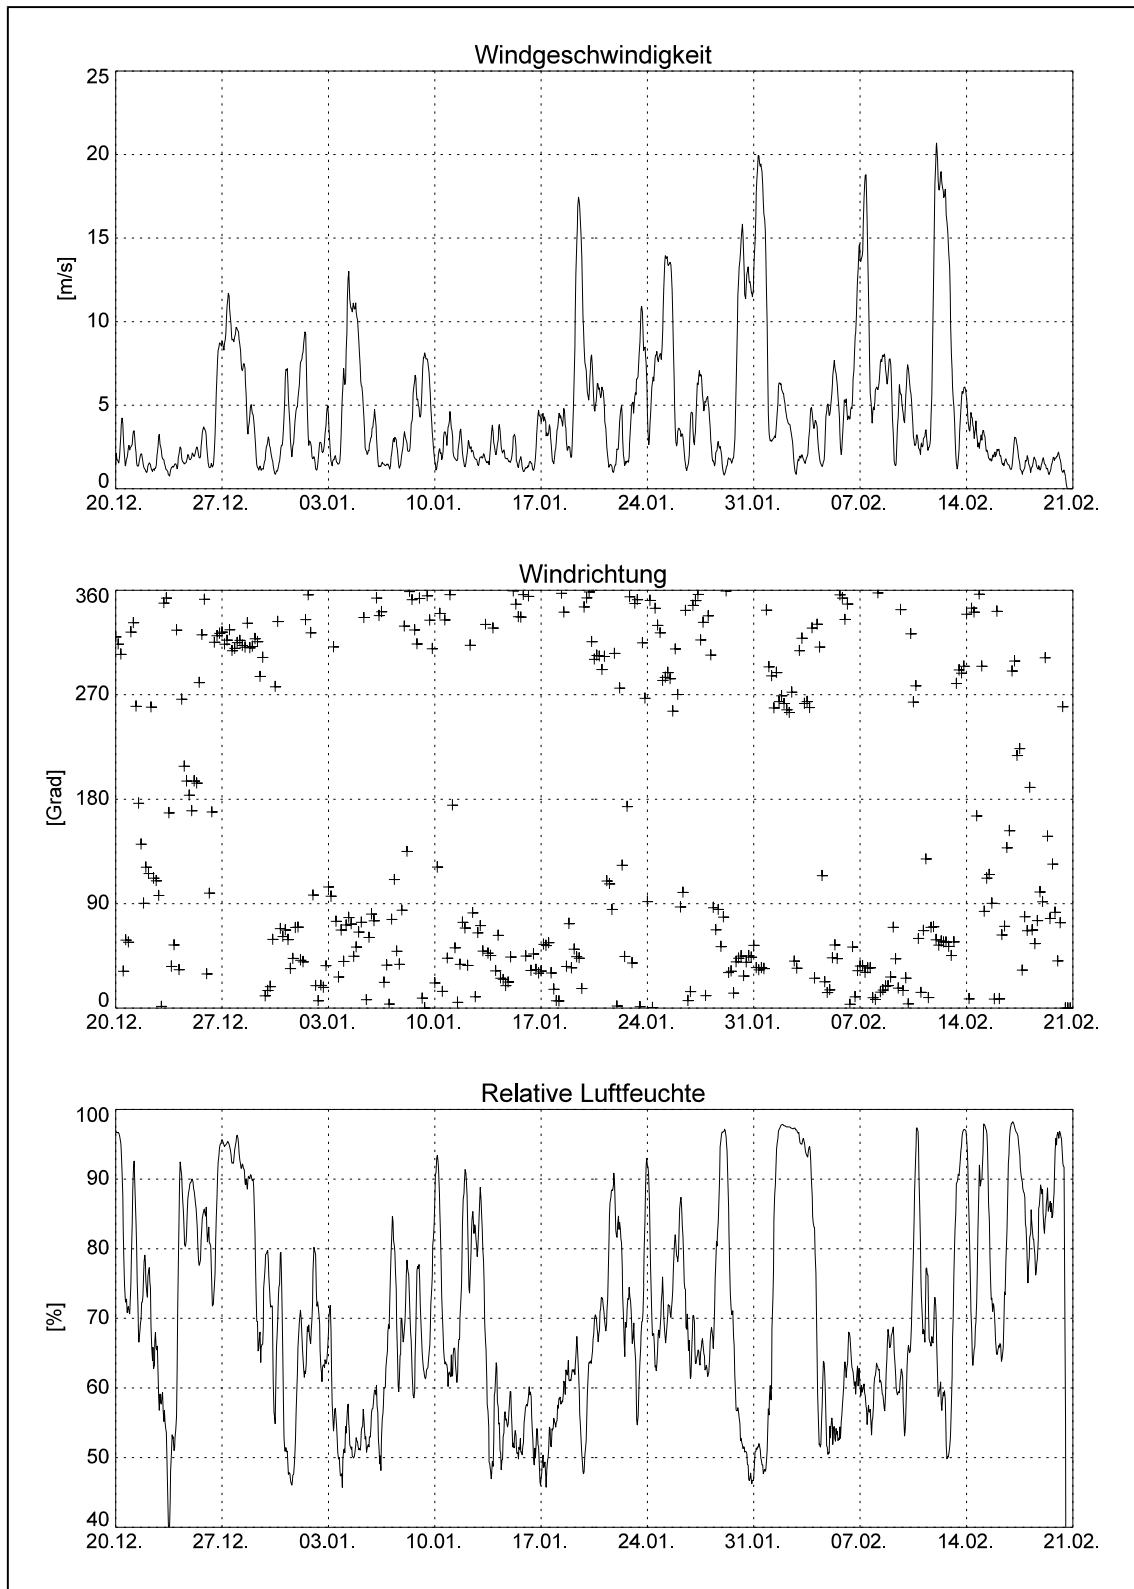 Windgeschwindigkeit
25
20
15
[m/s]
10
5
0
20.12. 27.12. 03.01. 10.01. 17.01. 24.01. 31.01. 07.02. 14.02. 21.02.
Windrichtung
360
270
180
[Grad]
90
0
20.12. 27.12. 03.01. 10.01. 17.01. 24.01. 31.01. 07.02. 14.02. 21.02.
Relative Luftfeuchte
100
90
80
70
[%]
60
50
40
20.12. 27.12. 03.01. 10.01. 17.01. 24.01. 31.01. 07.02. 14.02. 21.02.